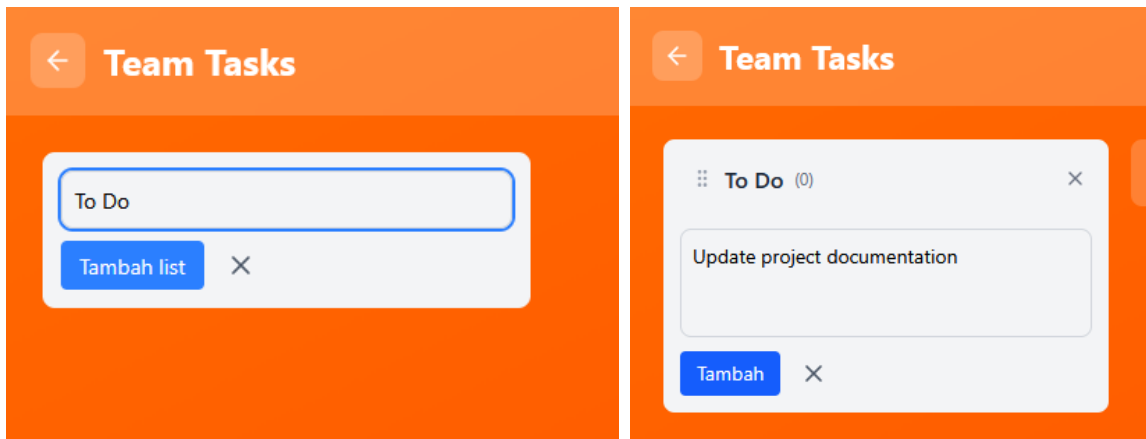 Team Tasks
To Do
Tambah list
Team Tasks
To Do (0)
Update project documentation
Tambah